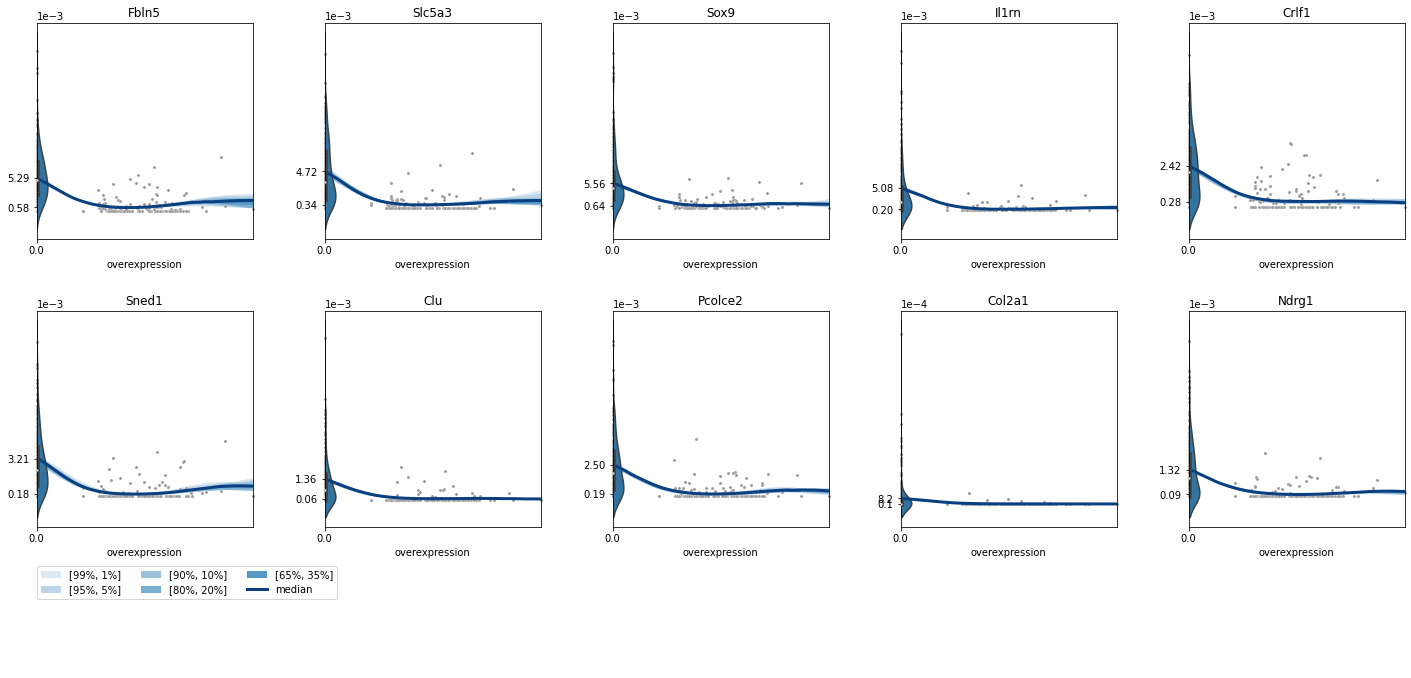 Fbln5 Slc5a3 Sox9 Il1rn Crlf1
1e−3 1e−3 1e−3 1e−3 1e−3
5.29 4.72 5.56 5.08 2.42
0.58 0.34 0.64 0.20 0.28
0.0 0.0 0.0 0.0 0.0
overexpression overexpression overexpression overexpression overexpression
Sned1 Clu Pcolce2 Col2a1 Ndrg1
1e−3 1e−3 1e−3 1e−4 1e−3
3.21 1.36 2.50 8.2 1.32
0.18 0.06 0.19 0.1 0.09
0.0 0.0 0.0 0.0 0.0
overexpression overexpression overexpression overexpression overexpression
[99%, 1%] [90%, 10%] [65%, 35%]
[95%, 5%] [80%, 20%] median